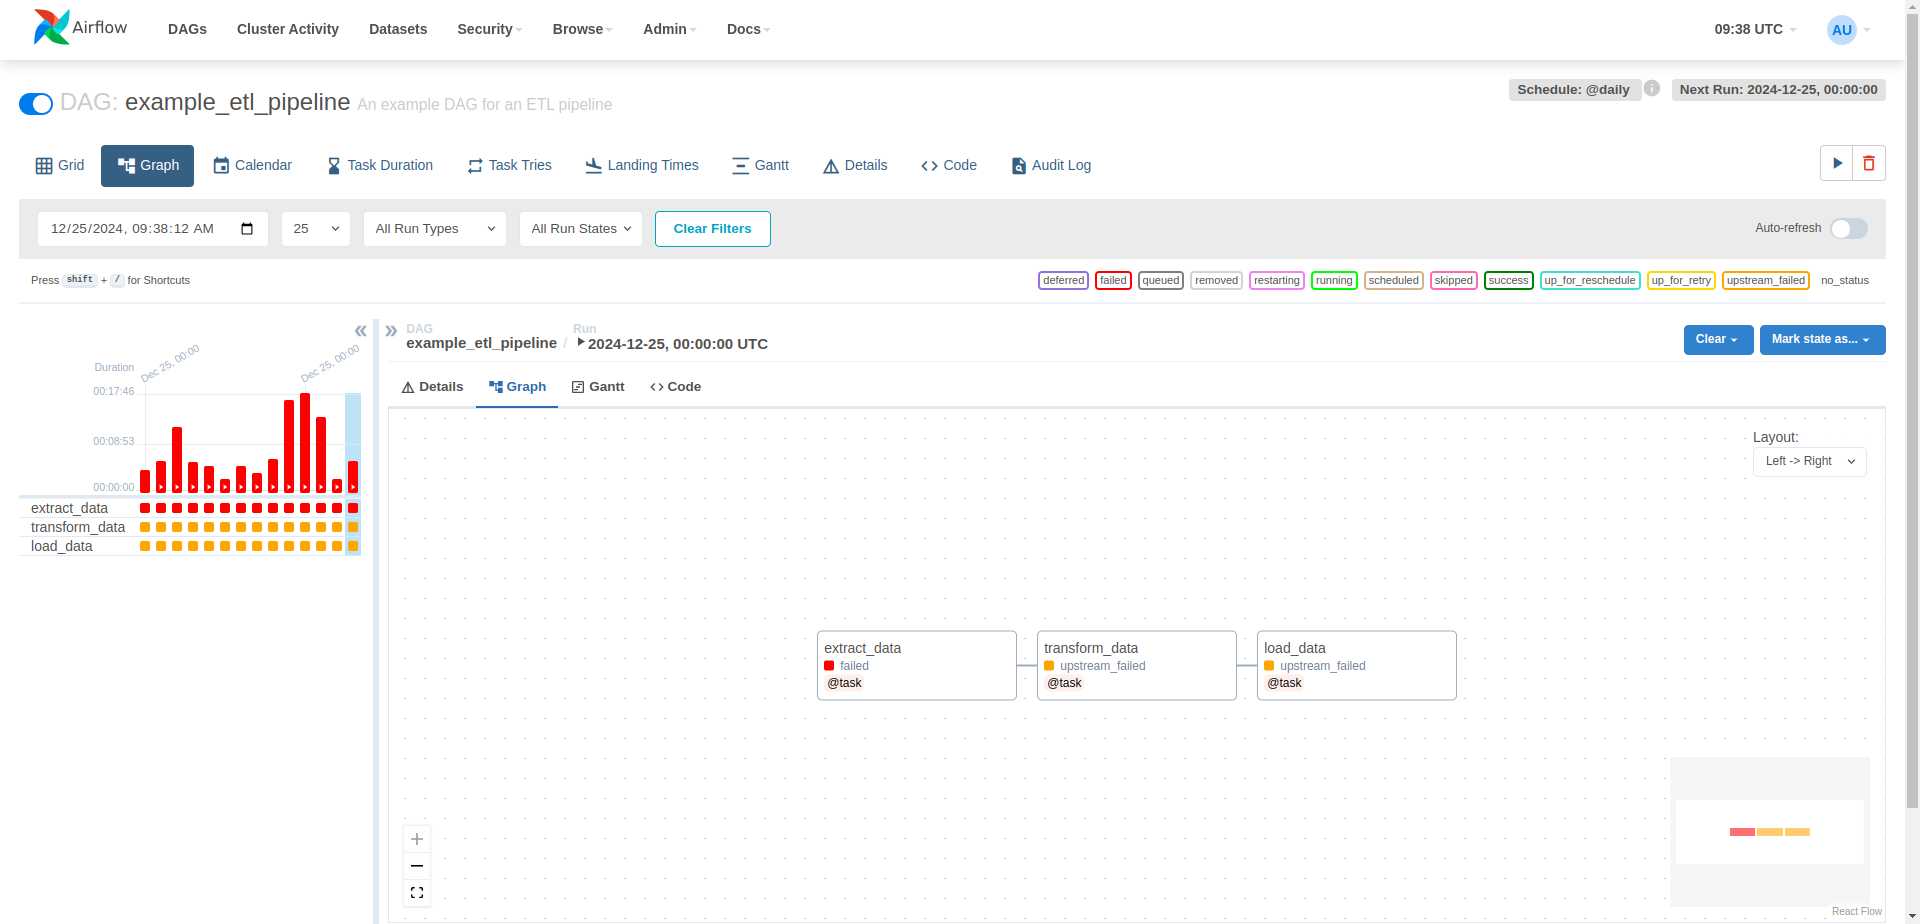 Airflow DAGs Cluster Activity Datasets Security Browse Admin Docs 09:38 UTC AU
DAG: example_etl_pipeline An example DAG for an ETL pipeline Schedule: @daily i Next Run: 2024-12-25, 00:00:00
Grid Graph Calendar Task Duration Task Tries Landing Times Gantt Details Code Audit Log
12/25/2024, 09:38:12 AM 25 All Run Types All Run States Clear Filters Auto-refresh
Press shift + / for Shortcuts deferred failed queued removed restarting running scheduled skipped success up_for_reschedule up_for_retry upstream_failed no_status
Duration
Dec 25, 00:00
Dec 25, 00:00
00:17:46
00:08:53
00:00:00
extract_data
transform_data
load_data
DAG
example_etl_pipeline /
Run
2024-12-25, 00:00:00 UTC
Clear Mark state as...
Details Graph Gantt Code
Layout:
Left -> Right
extract_data
failed
@task
transform_data
upstream_failed
@task
load_data
upstream_failed
@task
React Flow